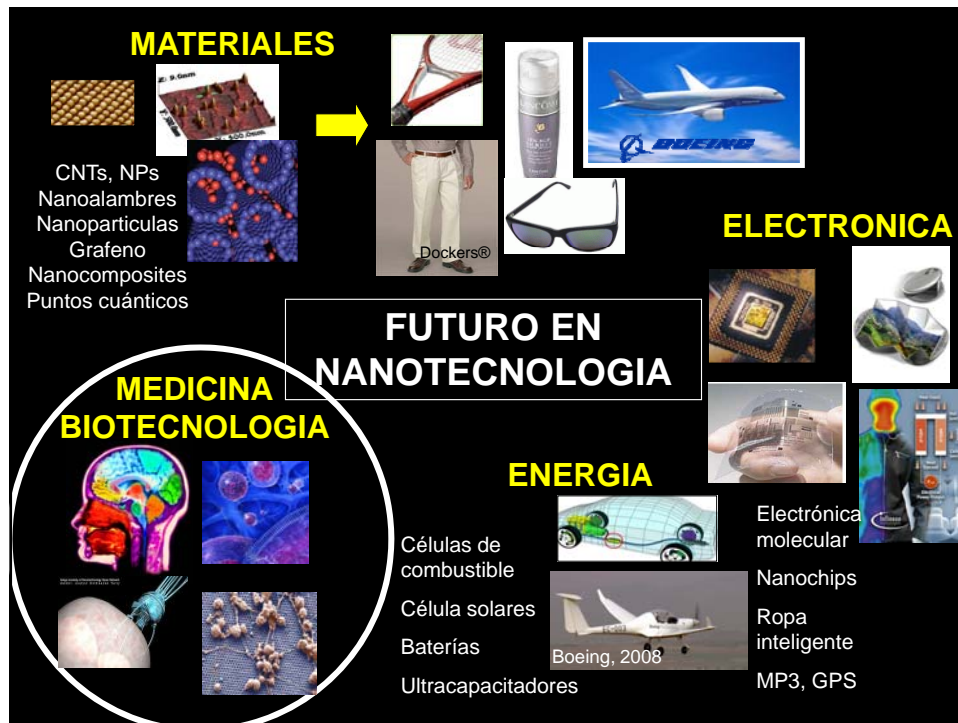 MATERIALES
CNTs, NPs
Nanoalambres
Nanoparticulas
Grafeno
Nanocomposites
Puntos cuánticos
Dockers®
BOEING
ELECTRONICA
FUTURO EN
NANOTECNOLOGIA
MEDICINA
BIOTECNOLOGIA
ENERGIA
Células de
combustible
Célula solares
Baterías
Ultracapacitadores
Boeing, 2008
Electrónica
molecular
Nanochips
Ropa
inteligente
MP3, GPS